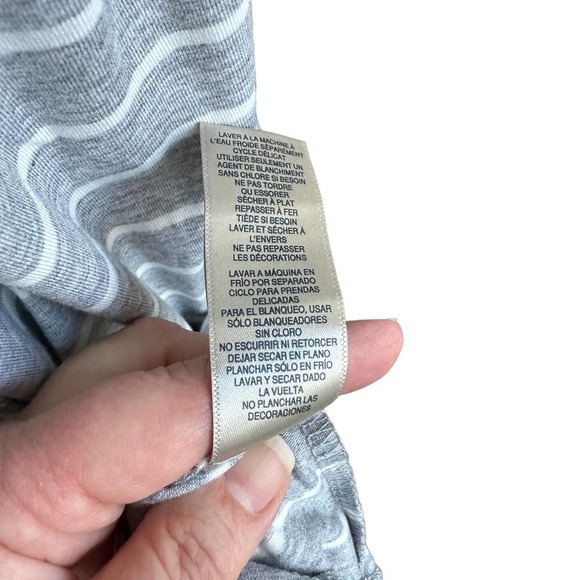 LAVER À LA MACHINE À
L'EAU FROIDE SÉPARÉMENT
CYCLE DÉLICAT
UTILISER SEULEMENT UN
AGENT DE BLANCHIMENT
SANS CHLORE SI BESOIN
NE PAS TORDRE
OU ESSORER
SÉCHER À PLAT
REPASSER À FER
TIÈDE SI BESOIN
LAVER ET SÉCHER À
L'ENVERS
NE PAS REPASSER
LES DÉCORATIONS
LAVAR A MÁQUINA EN
FRÍO POR SEPARADO
CICLO PARA PRENDAS
DELICADAS
PARA EL BLANQUEO, USAR
SÓLO BLANQUEADORES
SIN CLORO
NO ESCURRIR NI RETORCER
DEJAR SECAR EN PLANO
PLANCHAR SÓLO EN FRÍO
LAVAR Y SECAR DADO
LA VUELTA
NO PLANCHAR LAS
DECORACIONES